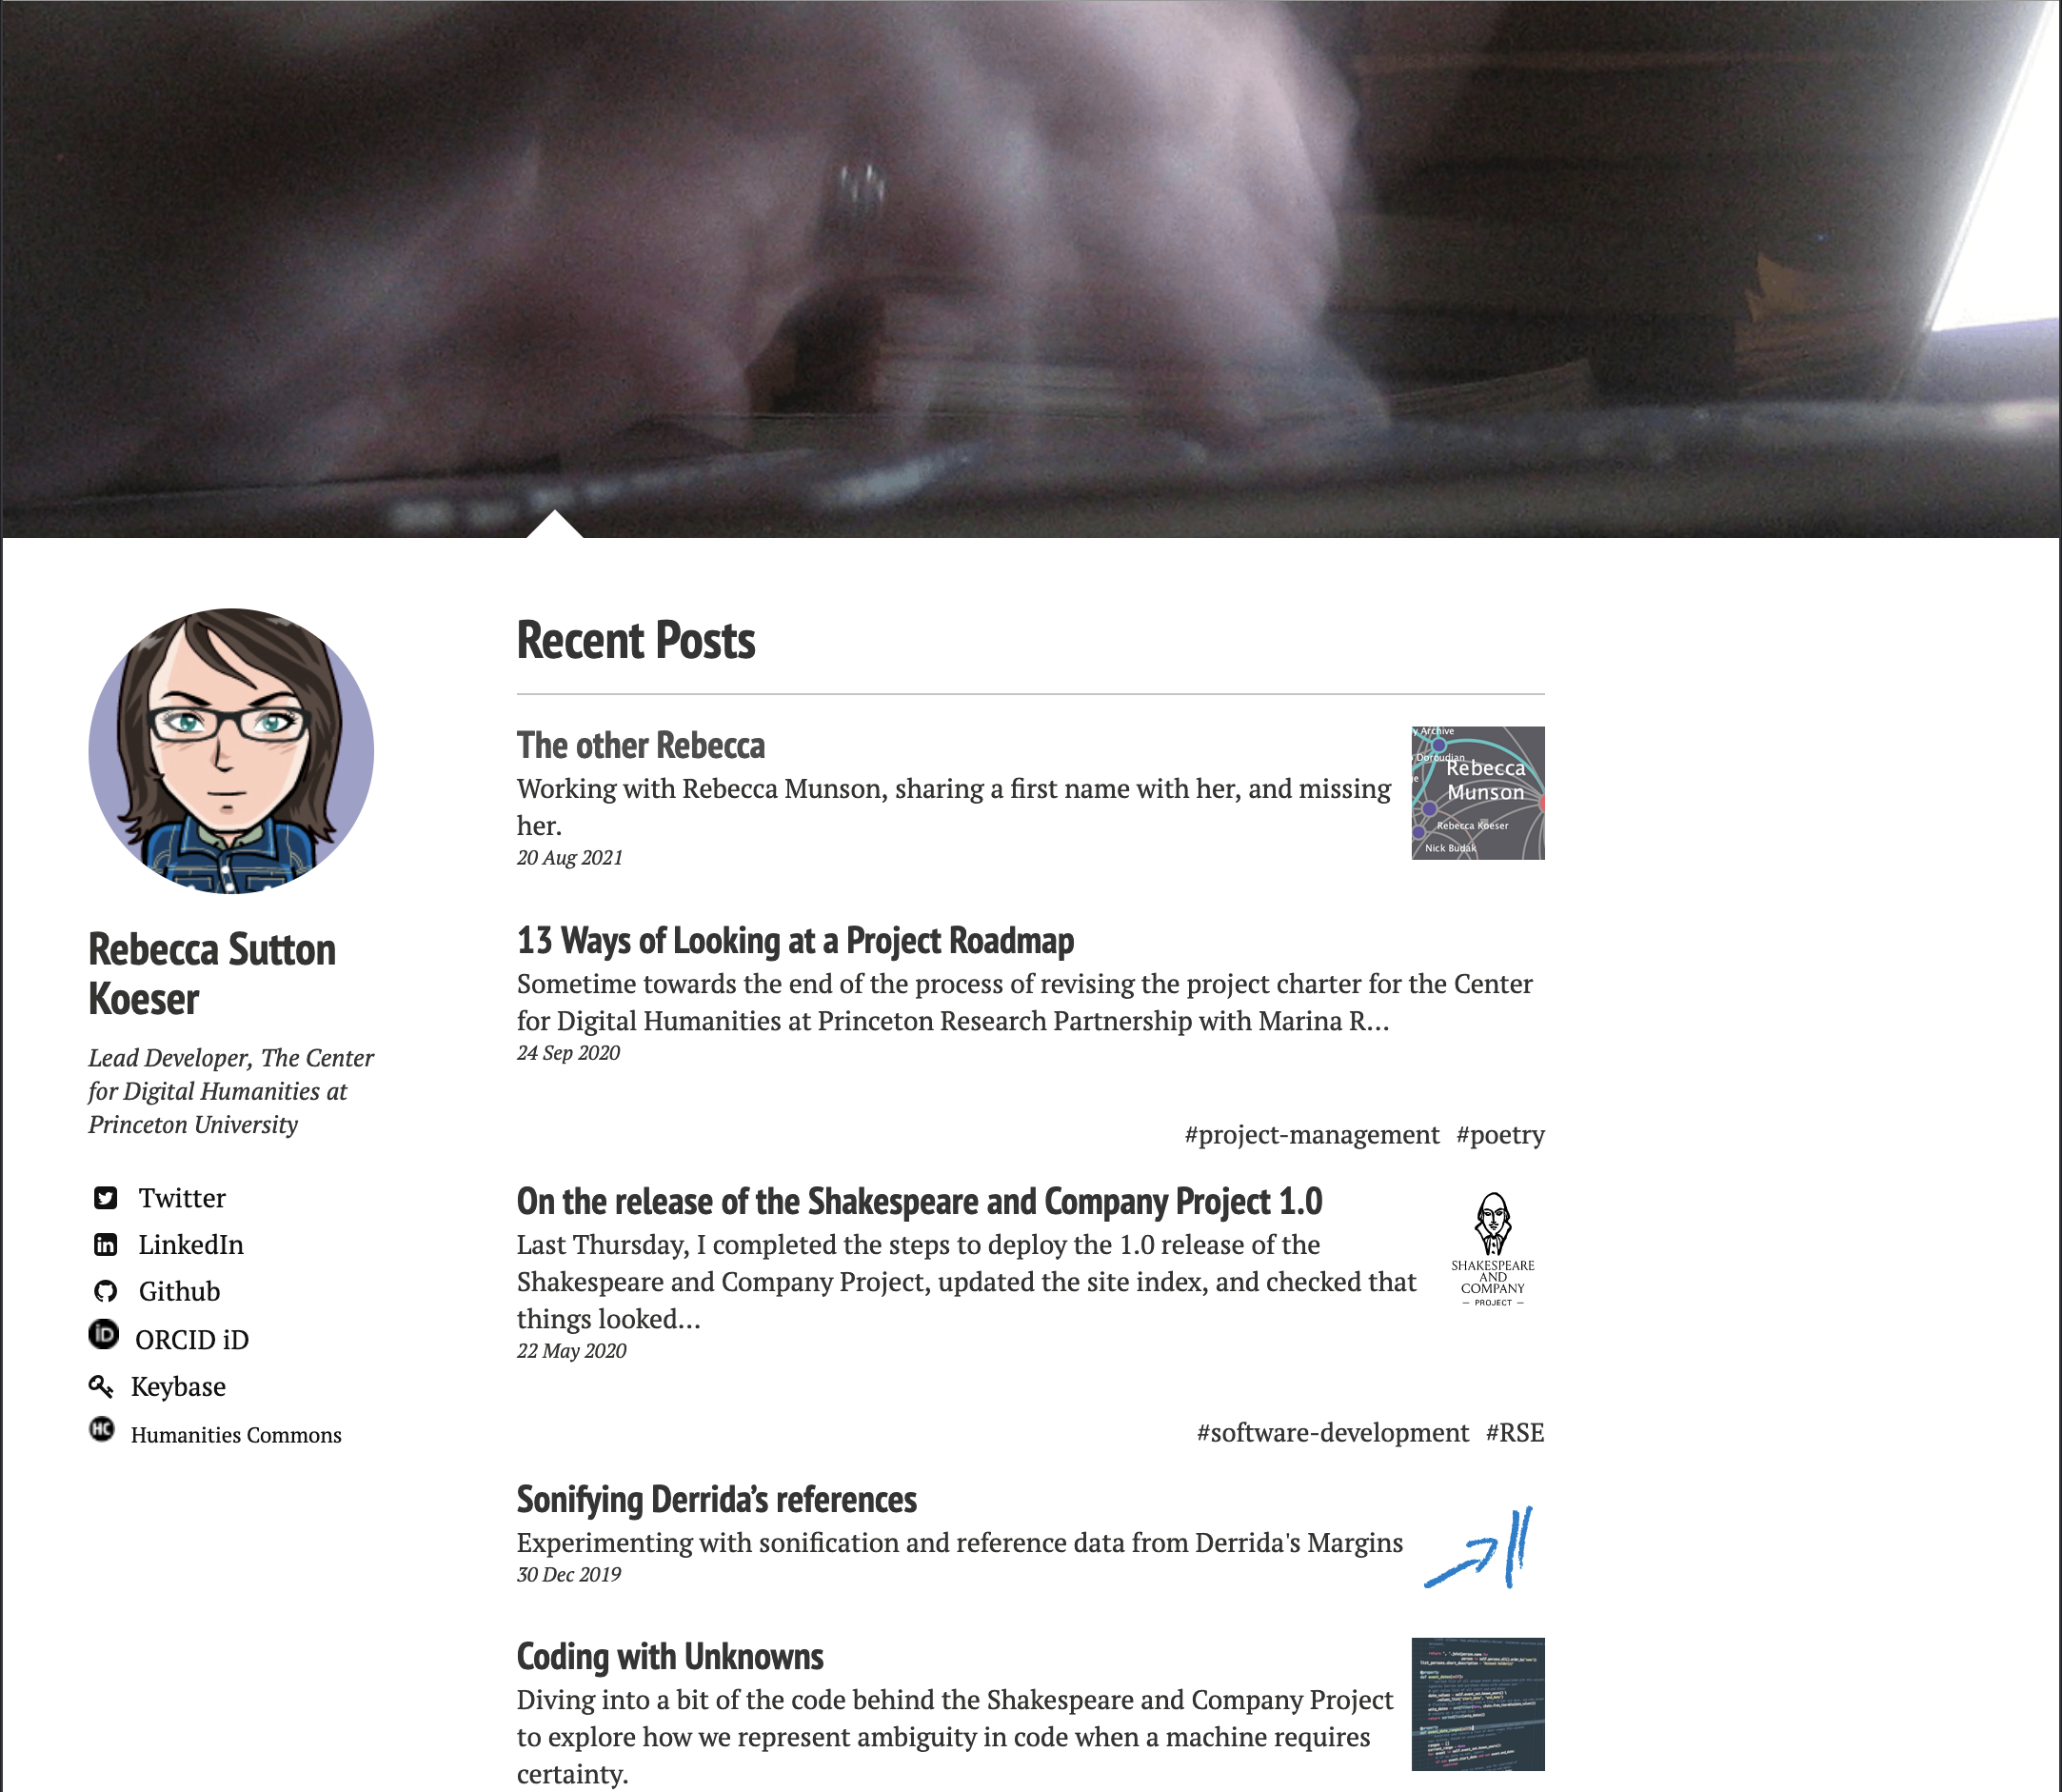 Rebecca Sutton
Koeser
Lead Developer, The Center
for Digital Humanities at
Princeton University
Twitter
LinkedIn
Github
iD ORCID iD
Keybase
HC Humanities Commons
Recent Posts
The other Rebecca
Working with Rebecca Munson, sharing a first name with her, and missing
her.
20 Aug 2021
y Archive
Doroudian
e
Rebecca
Munson
Rebecca Koeser
Nick Budak
13 Ways of Looking at a Project Roadmap
Sometime towards the end of the process of revising the project charter for the Center
for Digital Humanities at Princeton Research Partnership with Marina R...
24 Sep 2020
#project-management #poetry
On the release of the Shakespeare and Company Project 1.0
Last Thursday, I completed the steps to deploy the 1.0 release of the
Shakespeare and Company Project, updated the site index, and checked that
things looked...
22 May 2020
SHAKESPEARE
AND
COMPANY
— PROJECT —
#software-development #RSE
Sonifying Derrida’s references
Experimenting with sonification and reference data from Derrida's Margins
30 Dec 2019
Coding with Unknowns
Diving into a bit of the code behind the Shakespeare and Company Project
to explore how we represent ambiguity in code when a machine requires
certainty.